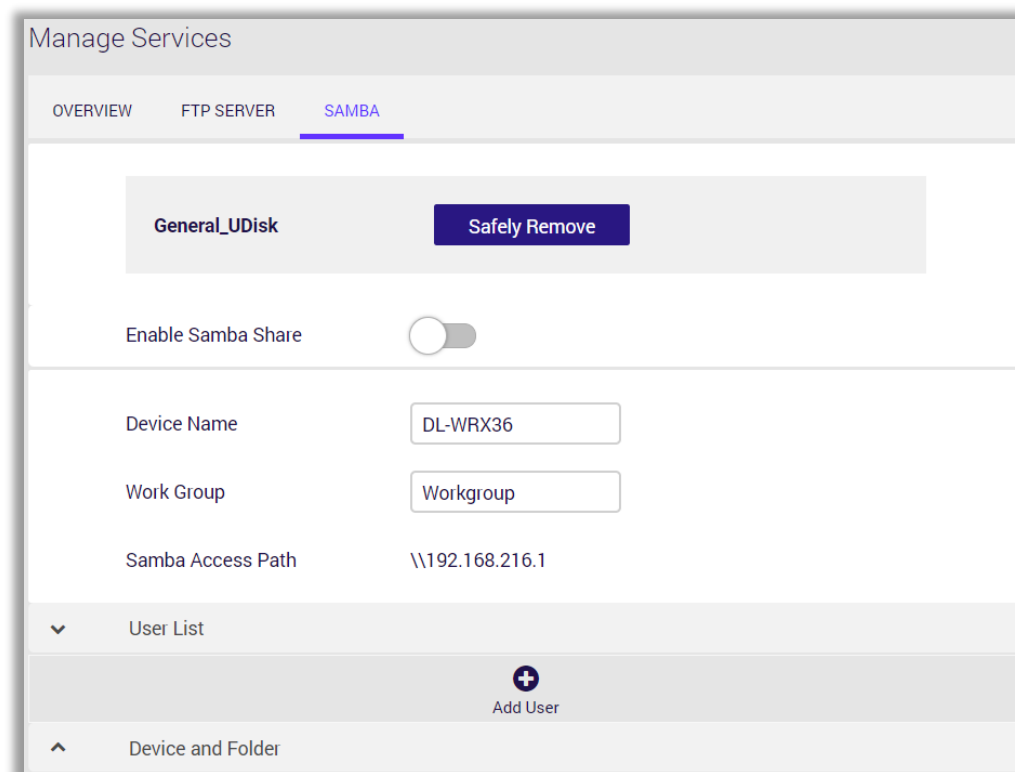 Manage Services
OVERVIEW FTP SERVER SAMBA
General_UDisk Safely Remove
Enable Samba Share
Device Name DL-WRX36
Work Group Workgroup
Samba Access Path \\192.168.216.1
User List
Add User
Device and Folder